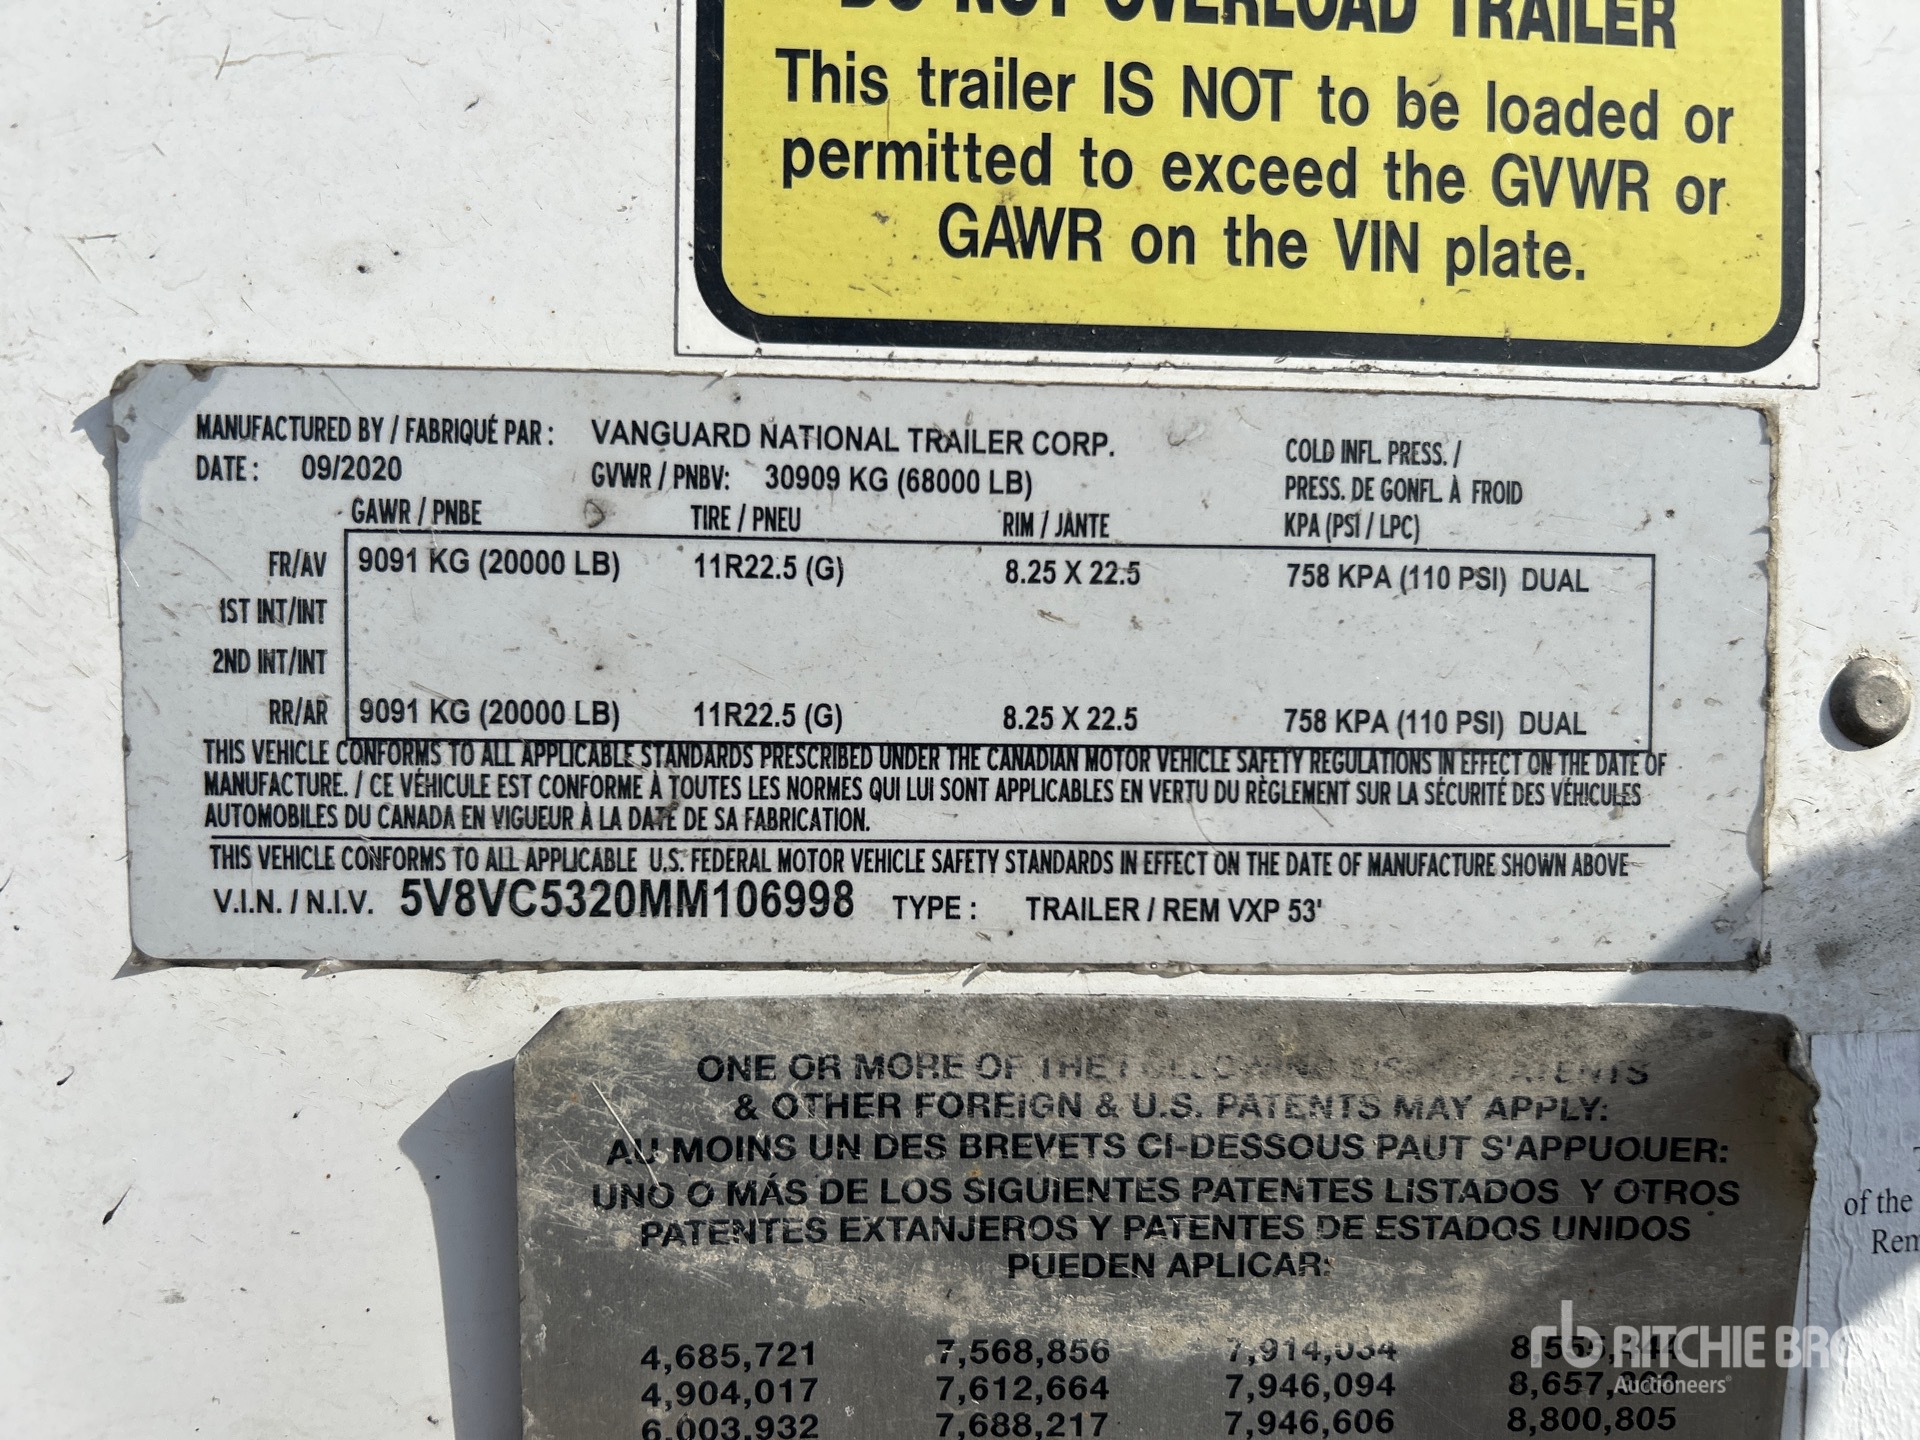 DO NOT OVERLOAD TRAILER
This trailer IS NOT to be loaded or
permitted to exceed the GVWR or
GAWR on the VIN plate.
MANUFACTURED BY / FABRIQUÉ PAR : VANGUARD NATIONAL TRAILER CORP.
DATE : 09/2020 GVWR / PNBV: 30909 KG (68000 LB)
COLD INFL. PRESS. /
PRESS. DE GONFL. À FROID
GAWR / PNBE TIRE / PNEU RIM / JANTE KPA (PSI / LPC)
FR/AV 9091 KG (20000 LB) 11R22.5 (G) 8.25 X 22.5 758 KPA (110 PSI) DUAL
1ST INT/INT
2ND INT/INT
RR/AR 9091 KG (20000 LB) 11R22.5 (G) 8.25 X 22.5 758 KPA (110 PSI) DUAL
THIS VEHICLE CONFORMS TO ALL APPLICABLE STANDARDS PRESCRIBED UNDER THE CANADIAN MOTOR VEHICLE SAFETY REGULATIONS IN EFFECT ON THE DATE OF
MANUFACTURE. / CE VÉHICULE EST CONFORME À TOUTES LES NORMES QUI LUI SONT APPLICABLES EN VERTU DU RÈGLEMENT SUR LA SÉCURITÉ DES VÉHICULES
AUTOMOBILES DU CANADA EN VIGUEUR À LA DATE DE SA FABRICATION.
THIS VEHICLE CONFORMS TO ALL APPLICABLE U.S. FEDERAL MOTOR VEHICLE SAFETY STANDARDS IN EFFECT ON THE DATE OF MANUFACTURE SHOWN ABOVE
V.I.N. / N.I.V. 5V8VC5320MM106998 TYPE : TRAILER / REM VXP 53'
ONE OR MORE OF THE FOLLOWING PATENTS
& OTHER FOREIGN & U.S. PATENTS MAY APPLY:
AU MOINS UN DES BREVETS CI-DESSOUS PAUT S'APPUQUER:
UNO O MÁS DE LOS SIGUIENTES PATENTES LISTADOS Y OTROS
PATENTES EXTANJEROS Y PATENTES DE ESTADOS UNIDOS
PUEDEN APLICAR:
4,685,721 7,568,856 7,914,034
4,904,017 7,612,664 7,946,094
6,003,932 7,688,217 7,946,606 8,800,805
of the
rb RITCHIE BROS
Auctioneers